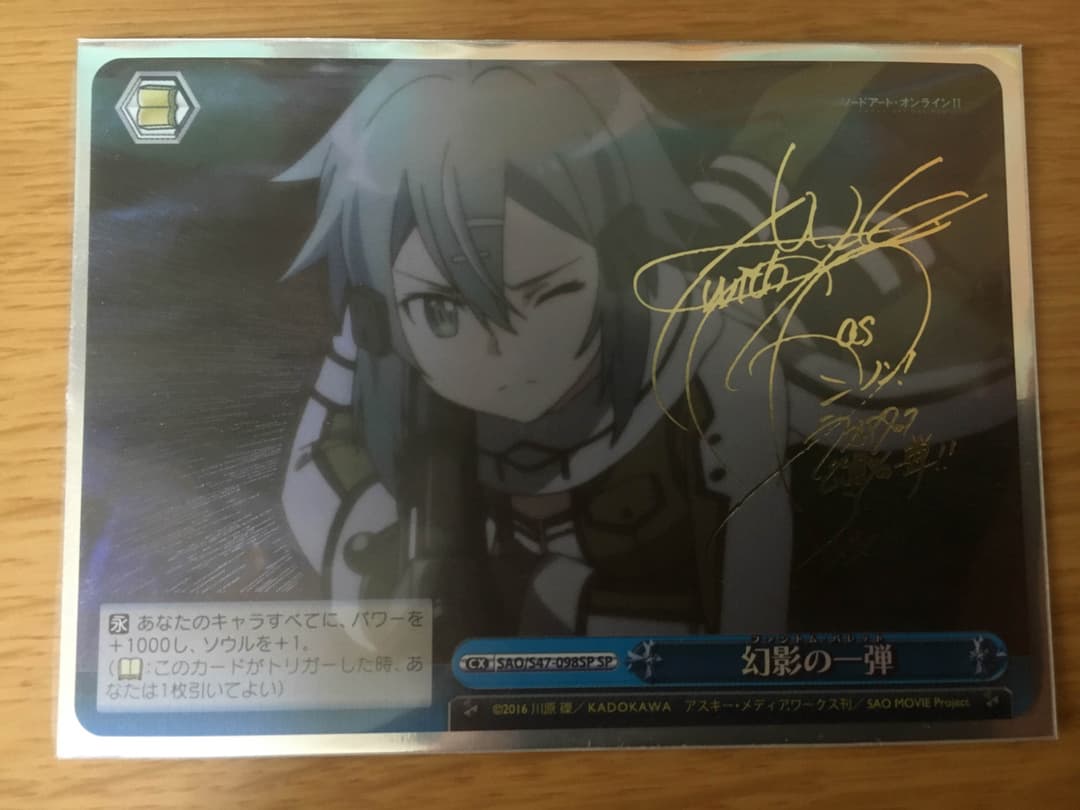 ソードアート・オンラインII
as
シノン!
永 あなたのキャラすべてに、パワーを
+1000し、ソウルを+1。
( :このカードがトリガーした時、あ
なたは1枚引いてよい)
ファントム・バレット
CX SAO/S47-098SP SP 幻影の一弾
©2016 川原 礫／KADOKAWA アスキー・メディアワークス刊／SAO MOVIE Project